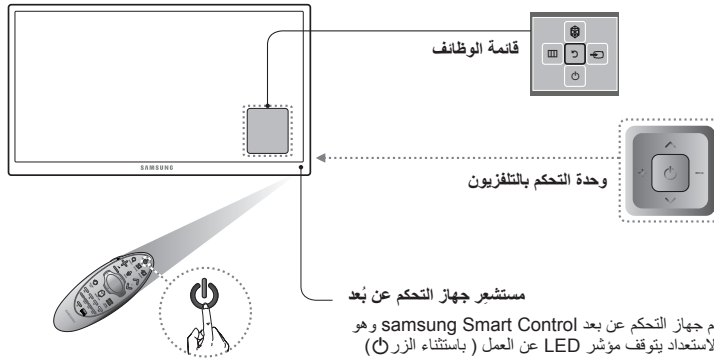 قائمة الوظائف
SAMSUNG
وحدة التحكم بالتلفزيون
مستشعِر جهاز التحكم عن بُعد
م جهاز التحكم عن بعد samsung Smart Control وهو
لاستعداد يتوقف مؤشر LED عن العمل ( باستثناء الزر)